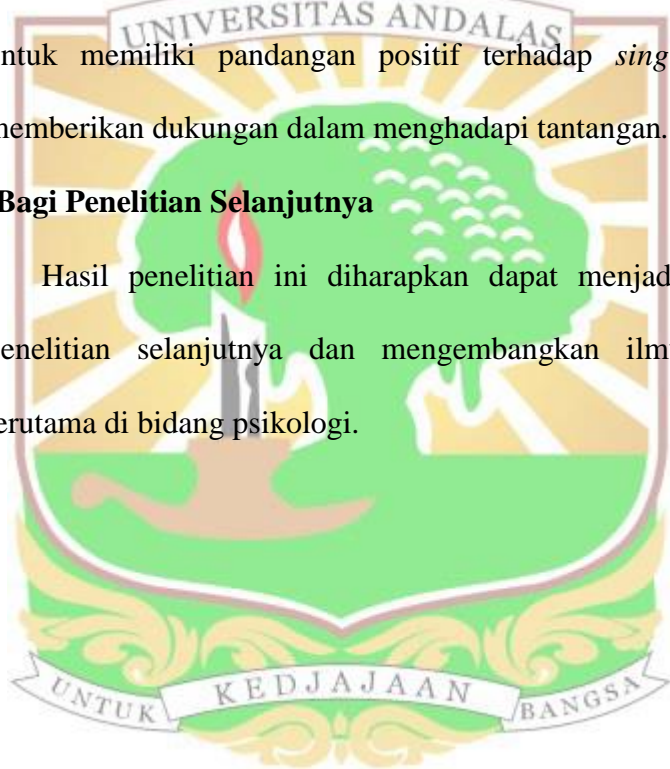 UNIVERSITAS ANDALAS
ntuk memiliki pandangan positif terhadap sing
nemberikan dukungan dalam menghadapi tantangan.
Bagi Penelitian Selanjutnya
Hasil penelitian ini diharapkan dapat menjad
enelitian selanjutnya dan mengembangkan ilm
erutama di bidang psikologi.
UNTUK KEDJAJAAN BANGSA